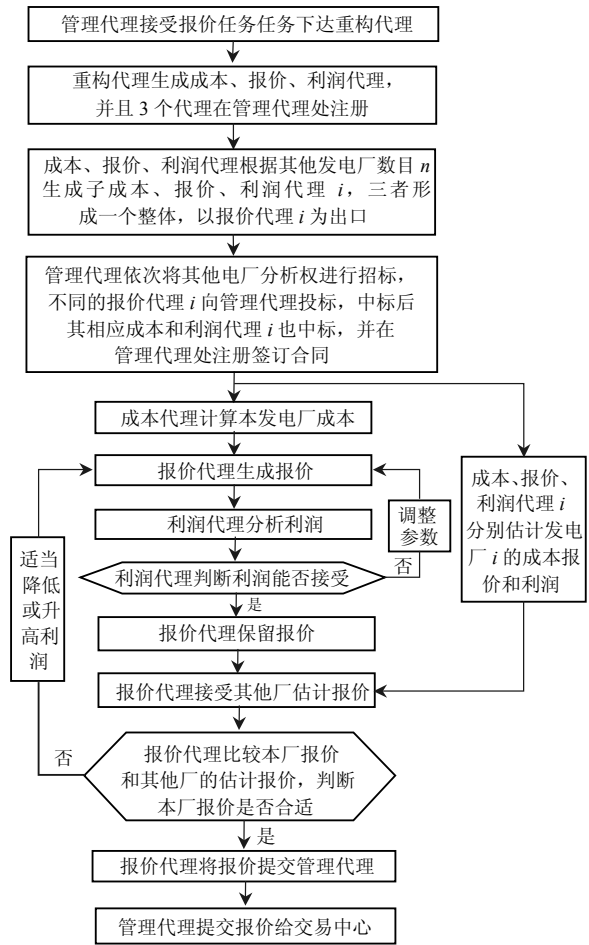 管理代理接受报价任务任务下达重构代理
重构代理生成成本、报价、利润代理，
并且 3 个代理在管理代理处注册
成本、报价、利润代理根据其他发电厂数目 n
生成子成本、报价、利润代理 i，三者形
成一个整体，以报价代理 i 为出口
管理代理依次将其他电厂分析权进行招标，
不同的报价代理 i 向管理代理投标，中标后
其相应成本和利润代理 i 也中标，并在
管理代理处注册签订合同
成本代理计算本发电厂成本
报价代理生成报价
利润代理分析利润
利润代理判断利润能否接受
否
调整
参数
是
报价代理保留报价
报价代理接受其他厂估计报价
成本、报价、
利润代理 i
分别估计发电
厂 i 的成本报
价和利润
适当
降低
或升
高利
润
否
报价代理比较本厂报价
和其他厂的估计报价，判断
本厂报价是否合适
是
报价代理将报价提交管理代理
管理代理提交报价给交易中心